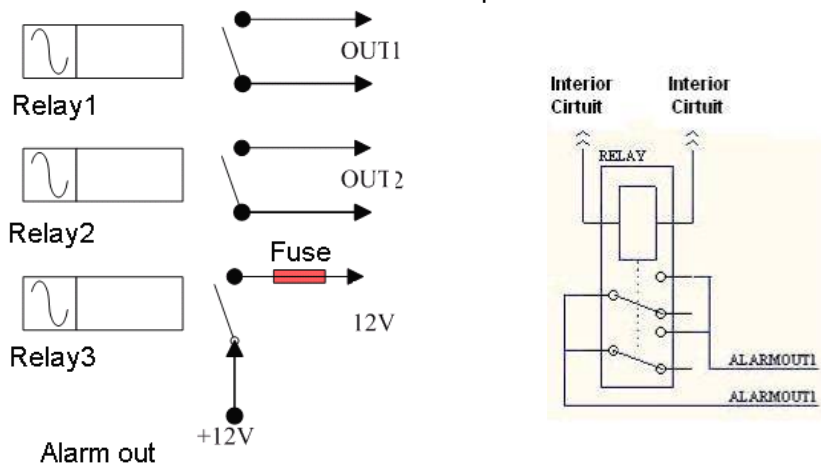 OUT1
Relay1
OUT2
Relay2
Fuse
12V
Relay3
+12V
Alarm out
Interior Interior
Cirtuit Cirtuit
RELAY
ALARMOUT1
ALARMOUT1